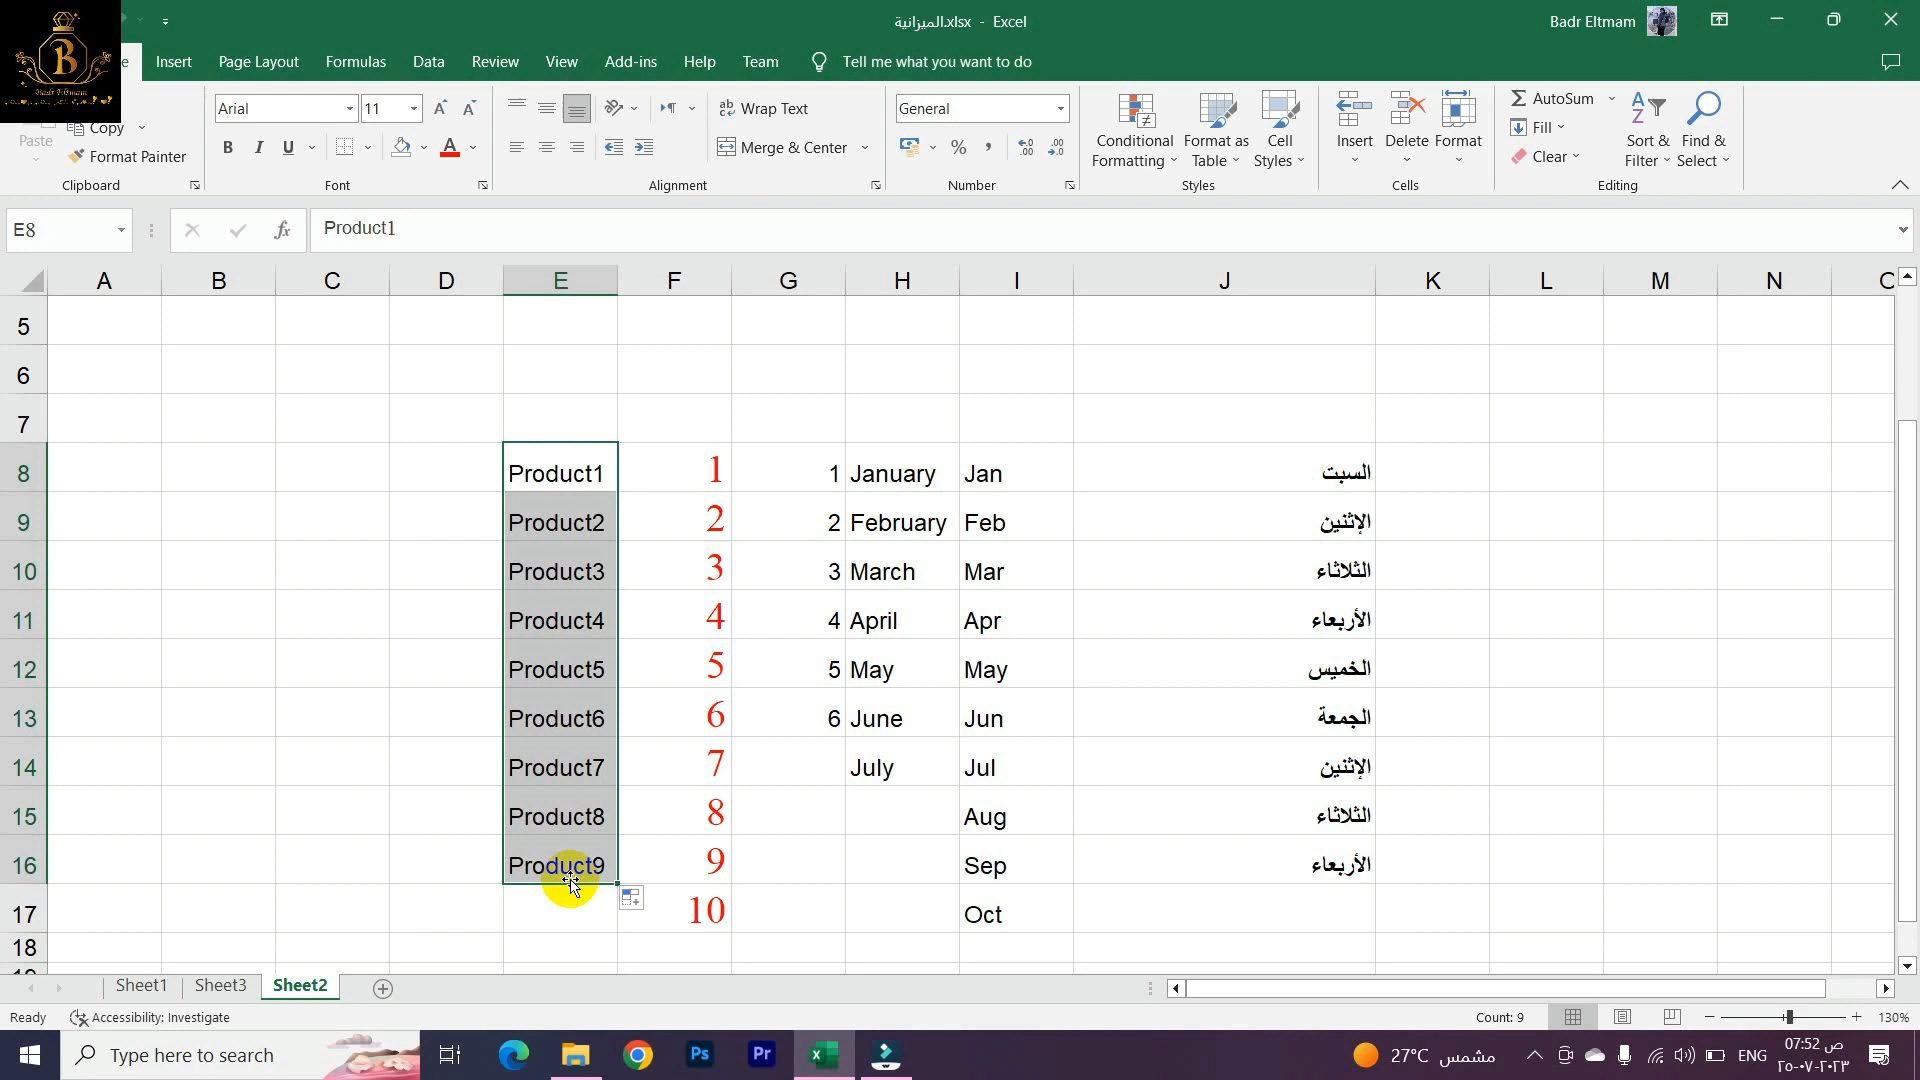 B
Badr Eltmam
المیزانیة.xlsx - Excel
Badr Eltmam
e Insert Page Layout Formulas Data Review View Add-ins Help Team Tell me what you want to do
Paste
Copy
Format Painter
Clipboard
Arial 11
B I U
Font
Wrap Text
Merge & Center
Alignment
General
Number
Conditional Formatting
Format as Table
Cell Styles
Styles
Insert Delete Format
Cells
AutoSum
Fill
Clear
Sort & Filter
Find & Select
Editing
E8 fx Product1
A B C D E F G H I J K L M N O
5
6
7
8 Product1 1 1 January Jan السبت
9 Product2 2 2 February Feb الإثنين
10 Product3 3 3 March Mar الثلاثاء
11 Product4 4 4 April Apr الأربعاء
12 Product5 5 5 May May الخميس
13 Product6 6 6 June Jun الجمعة
14 Product7 7 July Jul الإثنين
15 Product8 8 Aug الثلاثاء
16 Product9 9 Sep الأربعاء
17 10 Oct
18
19
Sheet1 Sheet3 Sheet2
Ready Accessibility: Investigate Count: 9 130%
Type here to search
Ps Pr
27°C مشمس
ENG
07:52 ص
٢٥-٠٧-٢٠٢٣